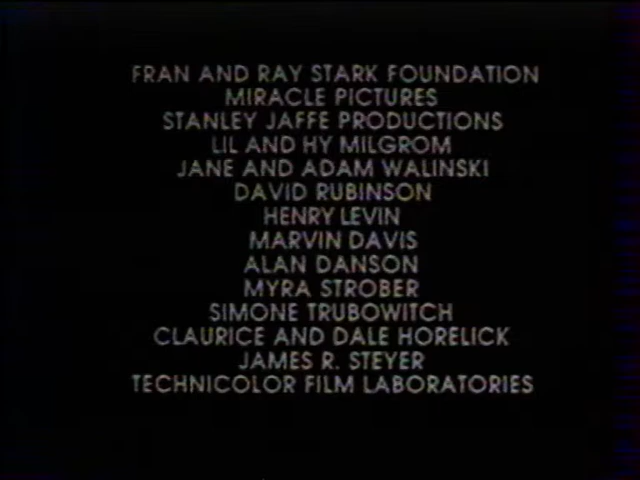 FRAN AND RAY STARK FOUNDATION
MIRACLE PICTURES
STANLEY JAFFE PRODUCTIONS
LIL AND HY MILGROM
JANE AND ADAM WALINSKI
DAVID RUBINSON
HENRY LEVIN
MARVIN DAVIS
ALAN DANSON
MYRA STROBER
SIMONE TRUBOWITCH
CLAURICE AND DALE HORELICK
JAMES R. STEYER
TECHNICOLOR FILM LABORATORIES